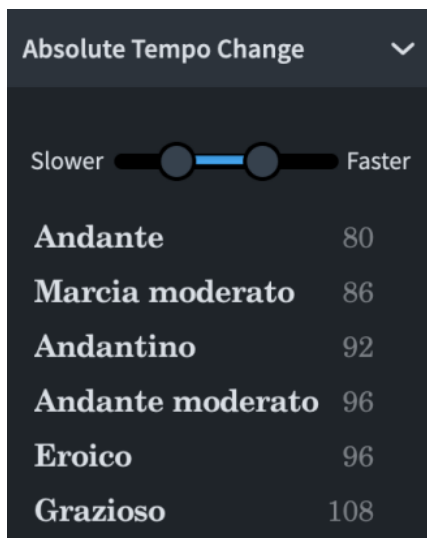 Absolute Tempo Change
Slower Faster
Andante 80
Marcia moderato 86
Andantino 92
Andante moderato 96
Eroico 96
Grazioso 108